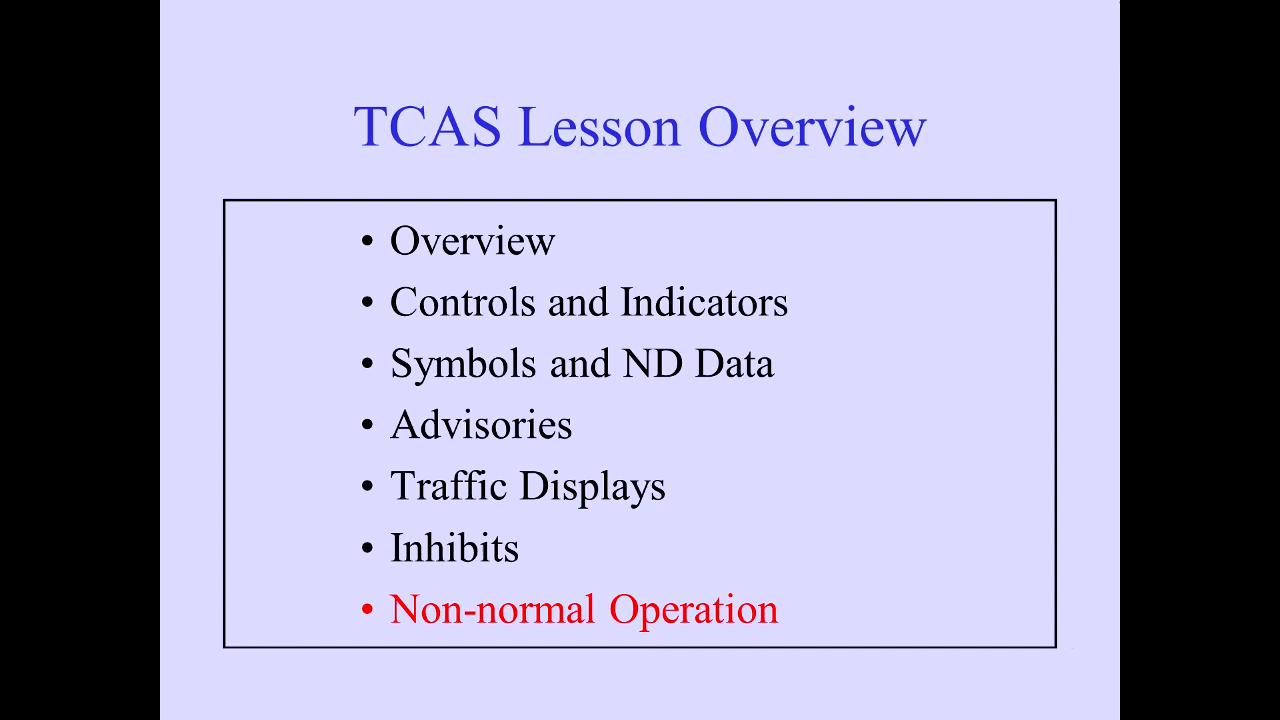 TCAS Lesson Overview
• Overview
• Controls and Indicators
• Symbols and ND Data
• Advisories
• Traffic Displays
• Inhibits
• Non-normal Operation